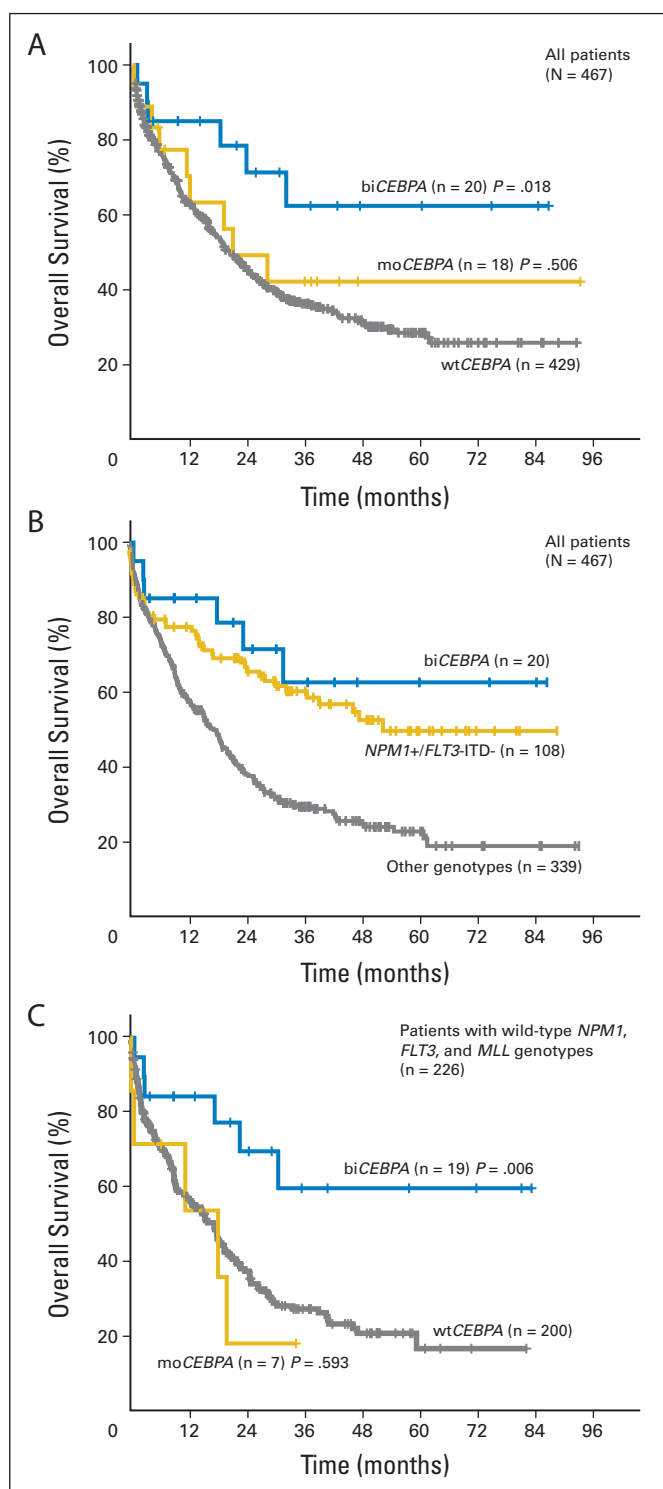 A
All patients
(N = 467)
100
80
60
40
20
0
Overall Survival (%)
biCEBPA (n = 20) P = .018
moCEBPA (n = 18) P = .506
wtCEBPA (n = 429)
12 24 36 48 60 72 84 96
Time (months)
B
All patients
(N = 467)
100
80
60
40
20
0
Overall Survival (%)
biCEBPA (n = 20)
NPM1+/FLT3-ITD- (n = 108)
Other genotypes (n = 339)
12 24 36 48 60 72 84 96
Time (months)
C
Patients with wild-type NPM1,
FLT3, and MLL genotypes
(n = 226)
100
80
60
40
20
0
Overall Survival (%)
biCEBPA (n = 19) P = .006
wtCEBPA (n = 200)
moCEBPA (n = 7) P = .593
12 24 36 48 60 72 84 96
Time (months)